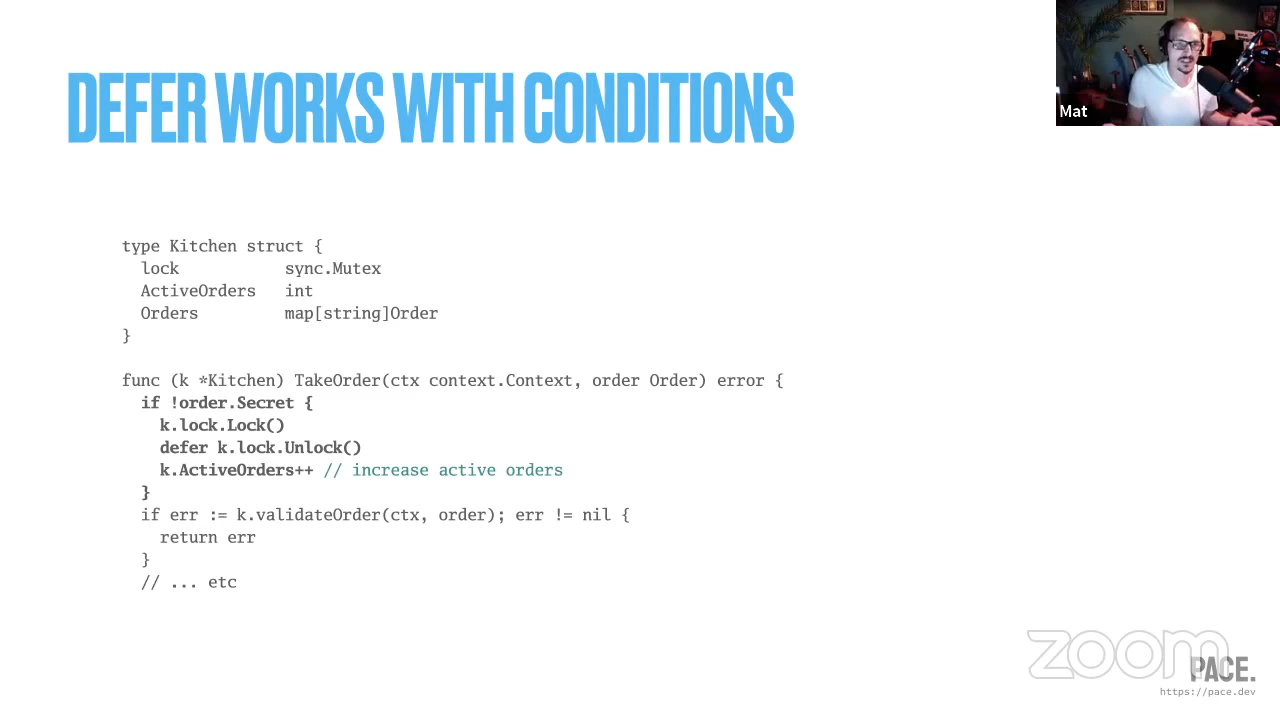 DEFER WORKS WITH CONDITIONS
Mat
type Kitchen struct {
  lock           sync.Mutex
  ActiveOrders   int
  Orders         map[string]Order
}

func (k *Kitchen) TakeOrder(ctx context.Context, order Order) error {
  if !order.Secret {
    k.lock.Lock()
    defer k.lock.Unlock()
    k.ActiveOrders++ // increase active orders
  }
  if err := k.validateOrder(ctx, order); err != nil {
    return err
  }
  // ... etc
zoom
PACE.
https://pace.dev